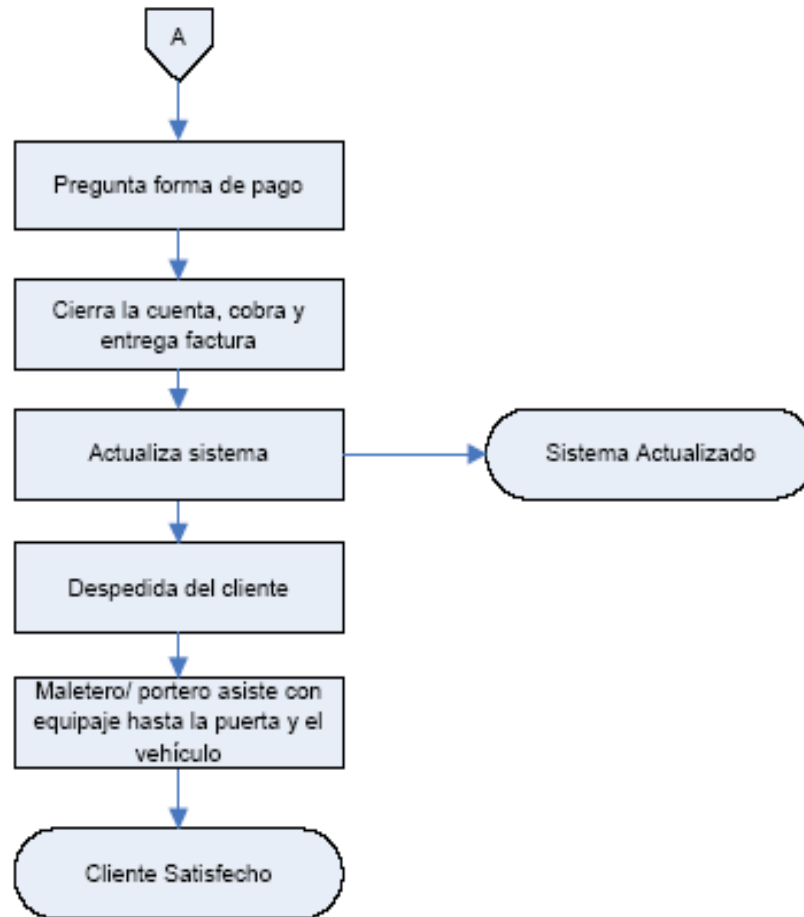 A
Pregunta forma de pago
Cierra la cuenta, cobra y
entrega factura
Actualiza sistema
Sistema Actualizado
Despedida del cliente
Maletero/ portero asiste con
equipaje hasta la puerta y el
vehículo
Cliente Satisfecho